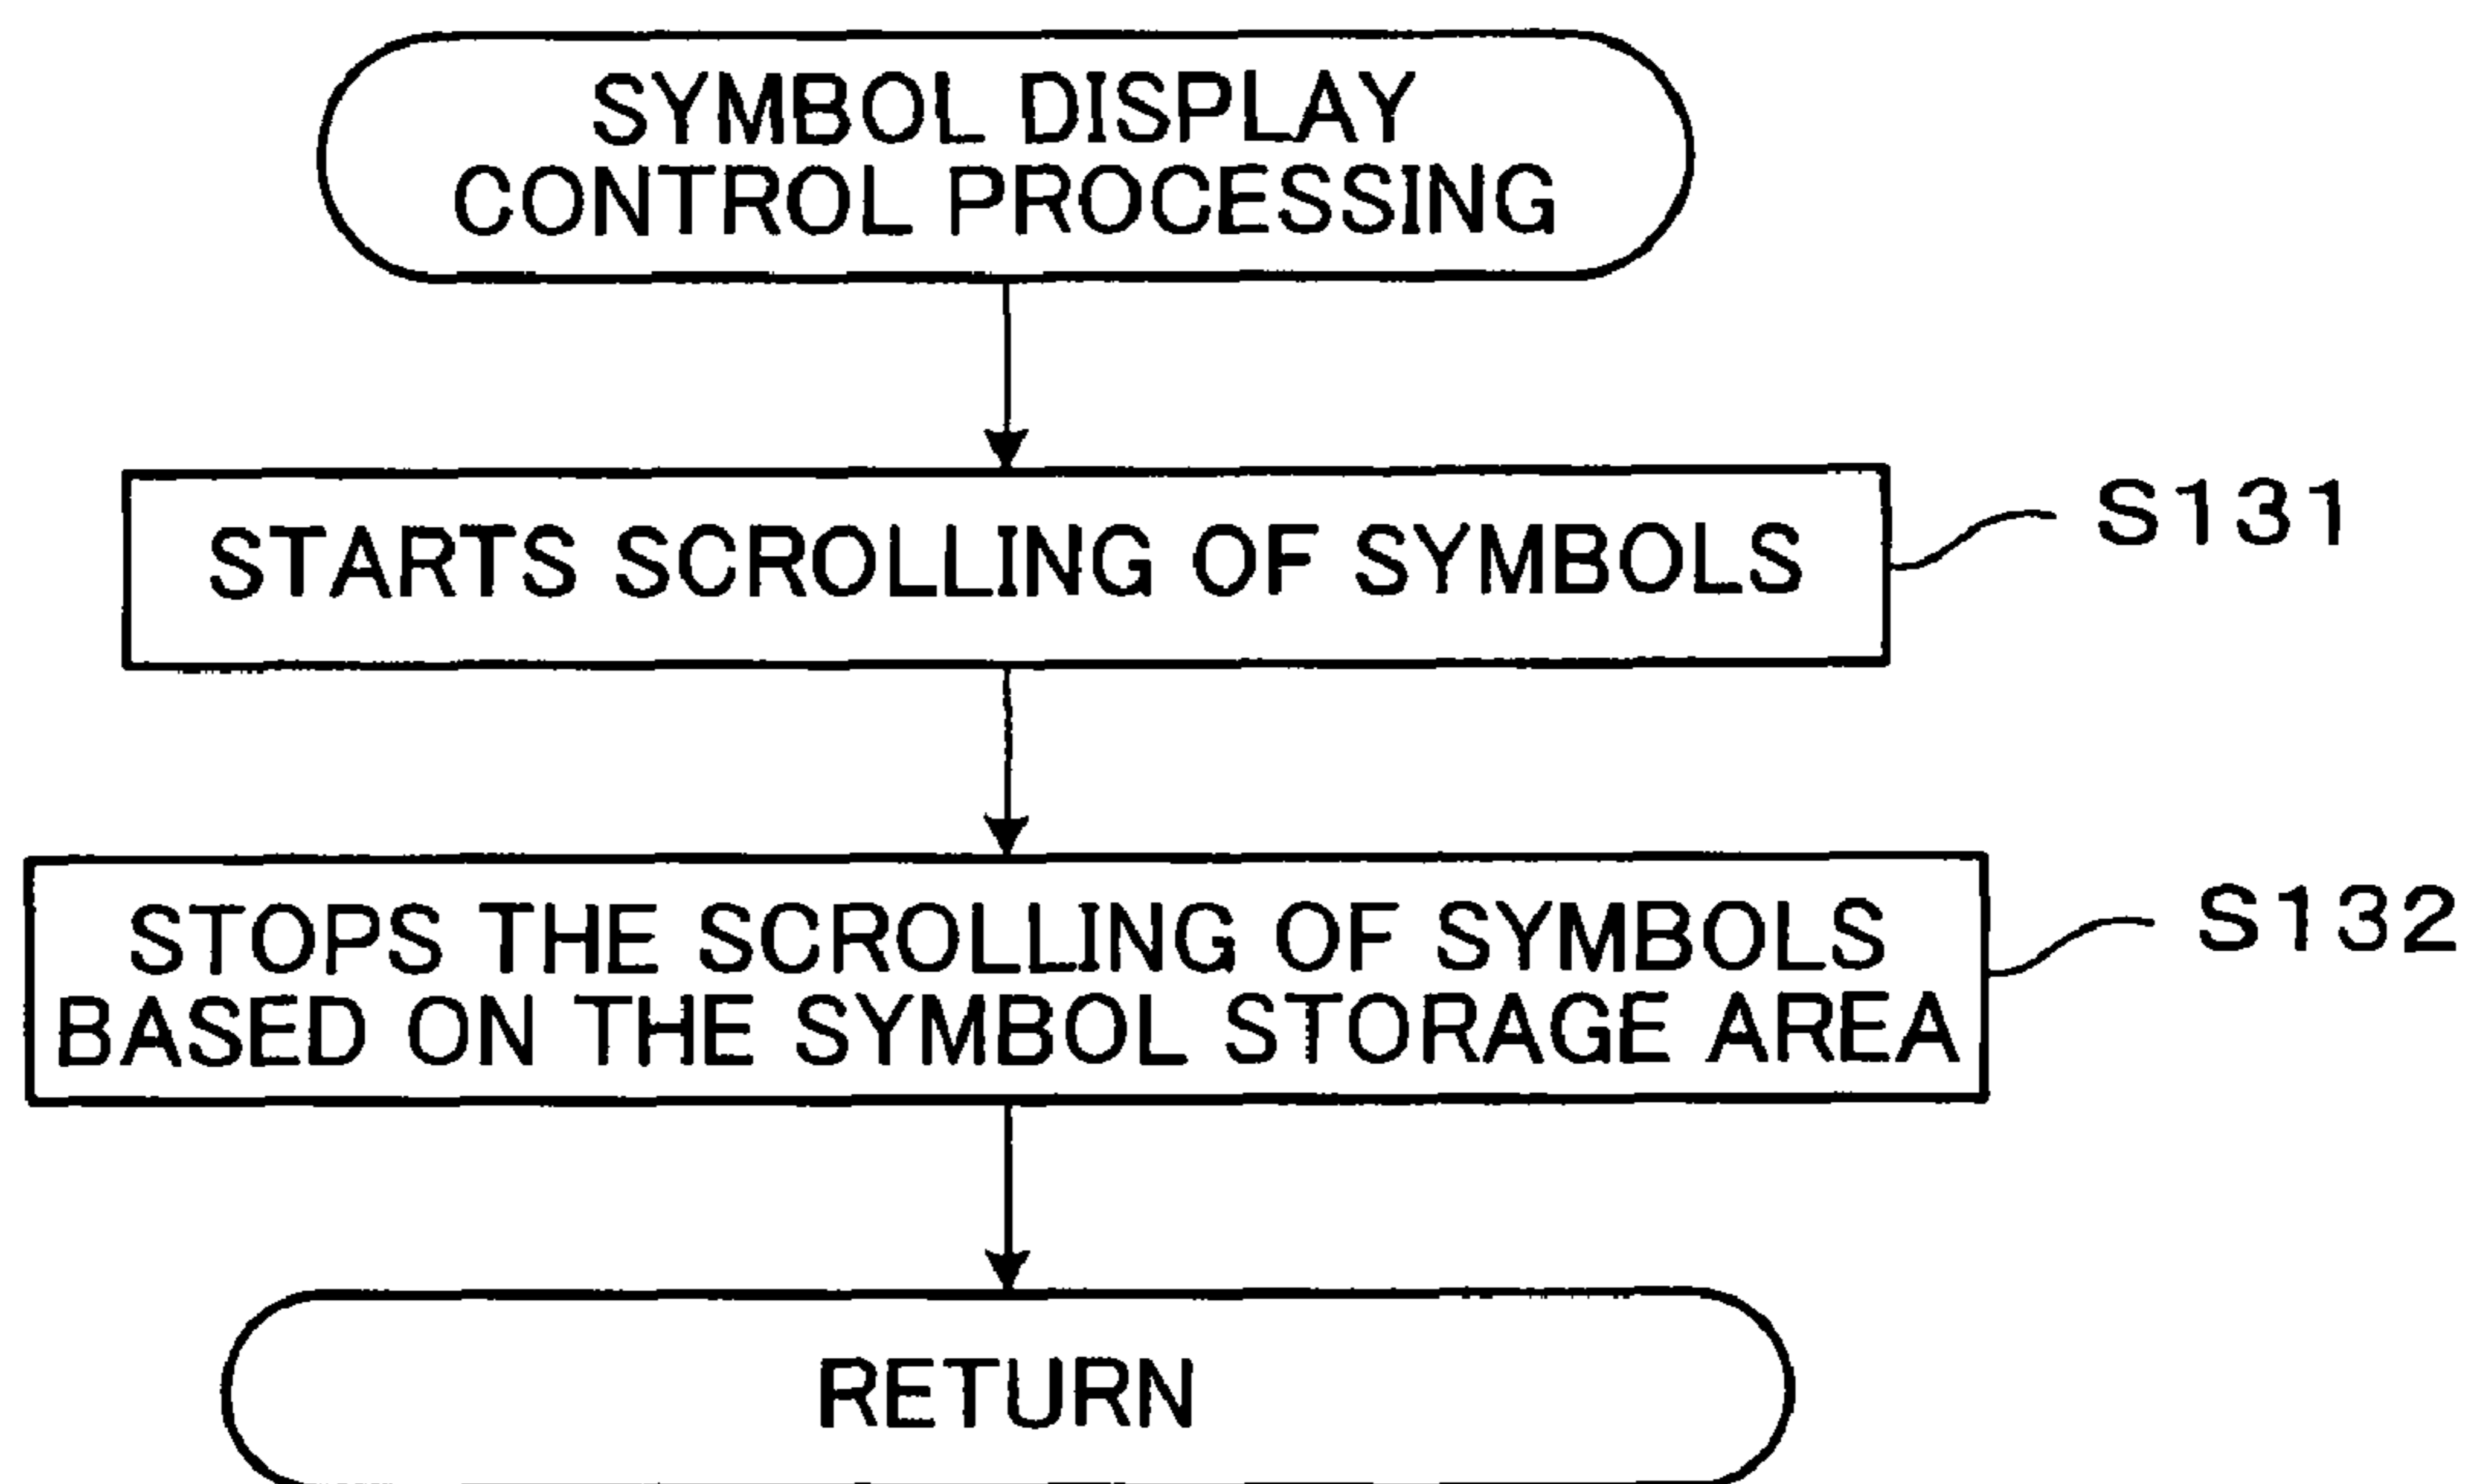 SYMBOL DISPLAY
CONTROL PROCESSING
STARTS SCROLLING OF SYMBOLS
S131
STOPS THE SCROLLING OF SYMBOLS
BASED ON THE SYMBOL STORAGE AREA
S132
RETURN